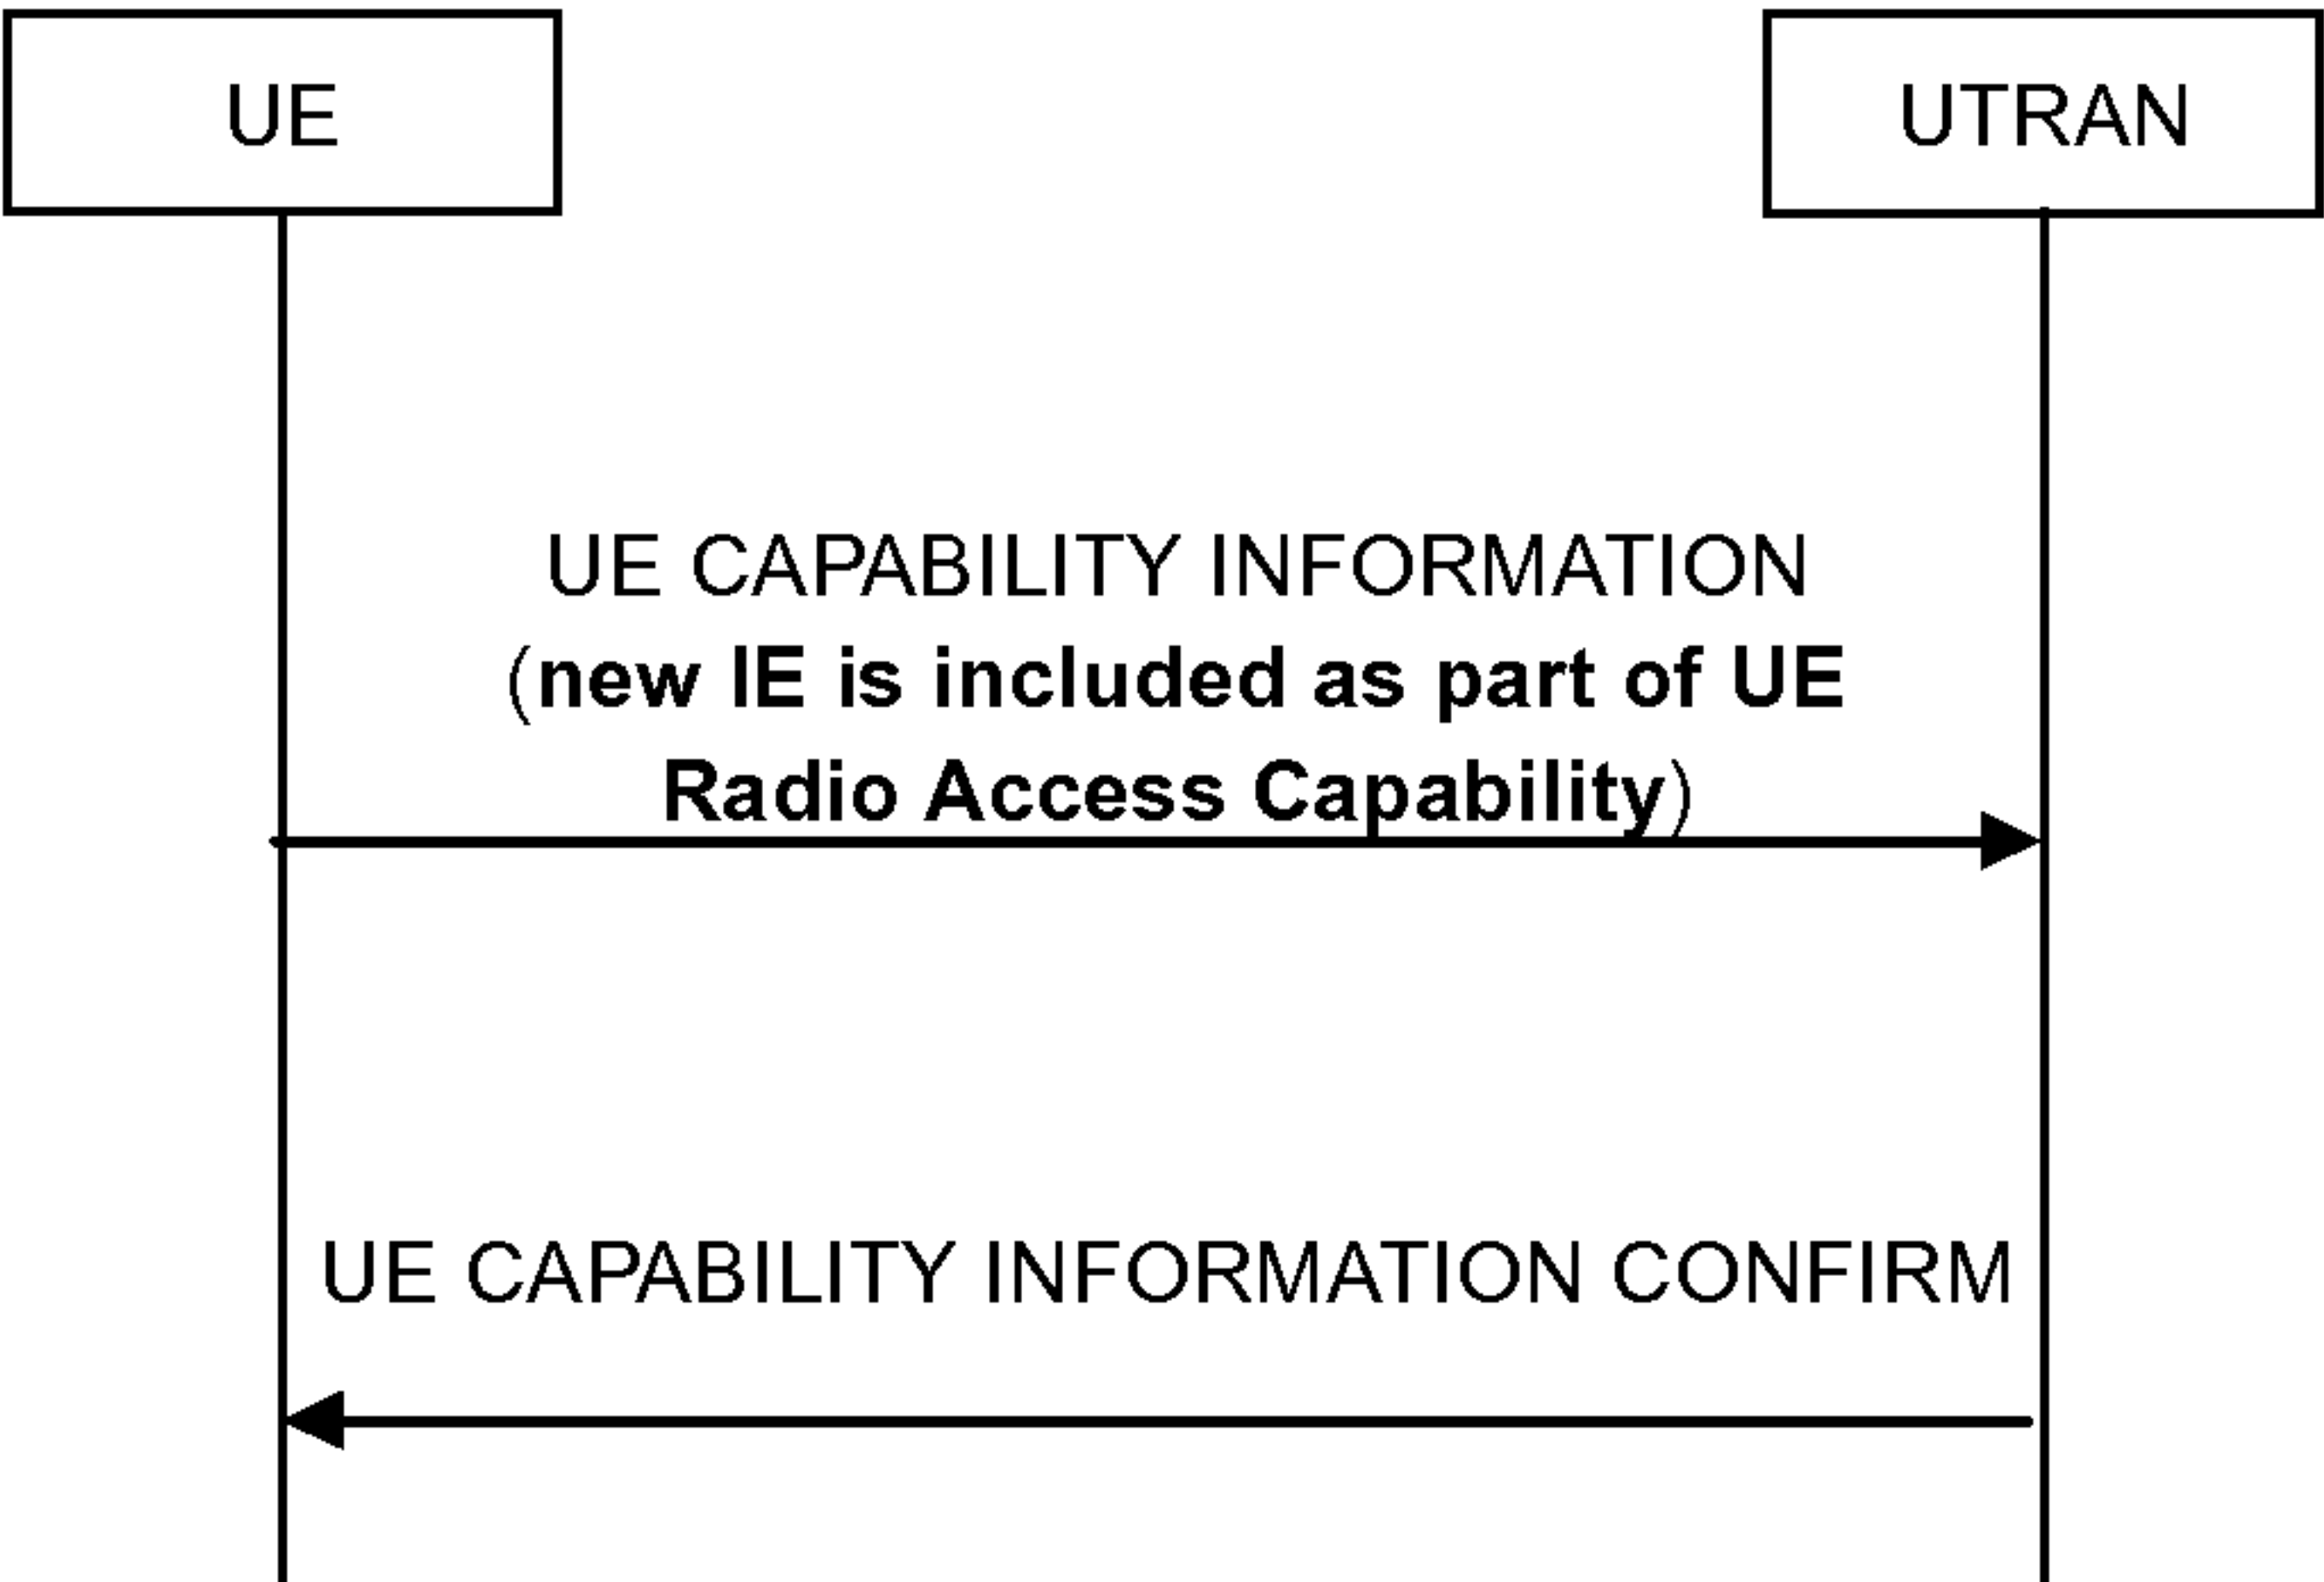 UE
UTRAN
UE CAPABILITY INFORMATION
(new IE is included as part of UE
Radio Access Capability)
UE CAPABILITY INFORMATION CONFIRM